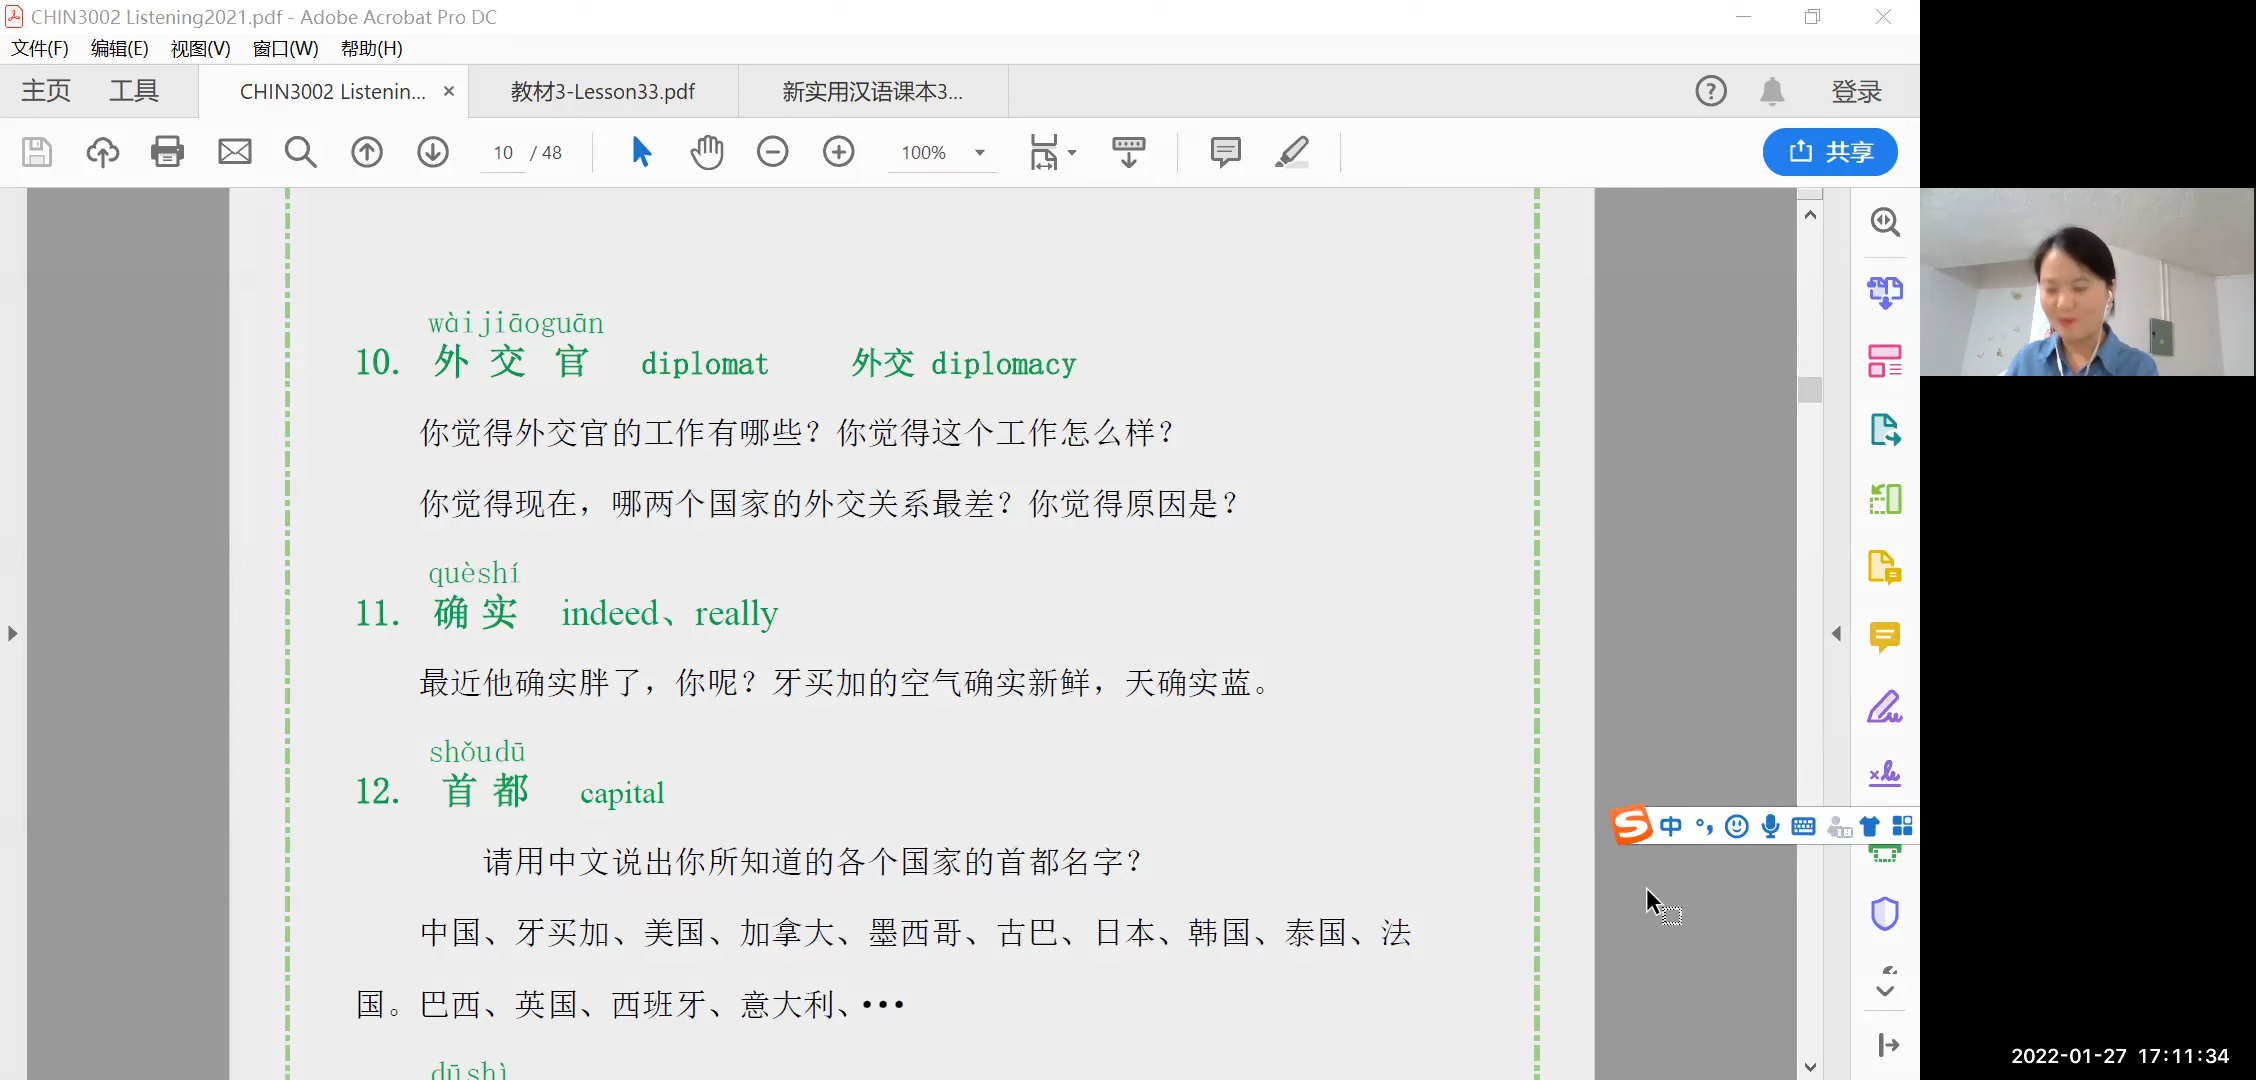 CHIN3002 Listening2021.pdf - Adobe Acrobat Pro DC
文件(F) 编辑(E) 视图(V) 窗口(W) 帮助(H)
主页 工具 CHIN3002 Listenin... × 教材3-Lesson33.pdf 新实用汉语课本3... 登录
10 / 48 100% 共享
wàijiāoguān
10. 外交官 diplomat 外交 diplomacy
你觉得外交官的工作有哪些？你觉得这个工作怎么样？
你觉得现在，哪两个国家的外交关系最差？你觉得原因是？
quèshí
11. 确实 indeed、really
最近他确实胖了，你呢？牙买加的空气确实新鲜，天确实蓝。
shǒudū
12. 首都 capital
请用中文说出你所知道的各个国家的首都名字？
中国、牙买加、美国、加拿大、墨西哥、古巴、日本、韩国、泰国、法
国。巴西、英国、西班牙、意大利、•••
dūshì
中
2022-01-27 17:11:34